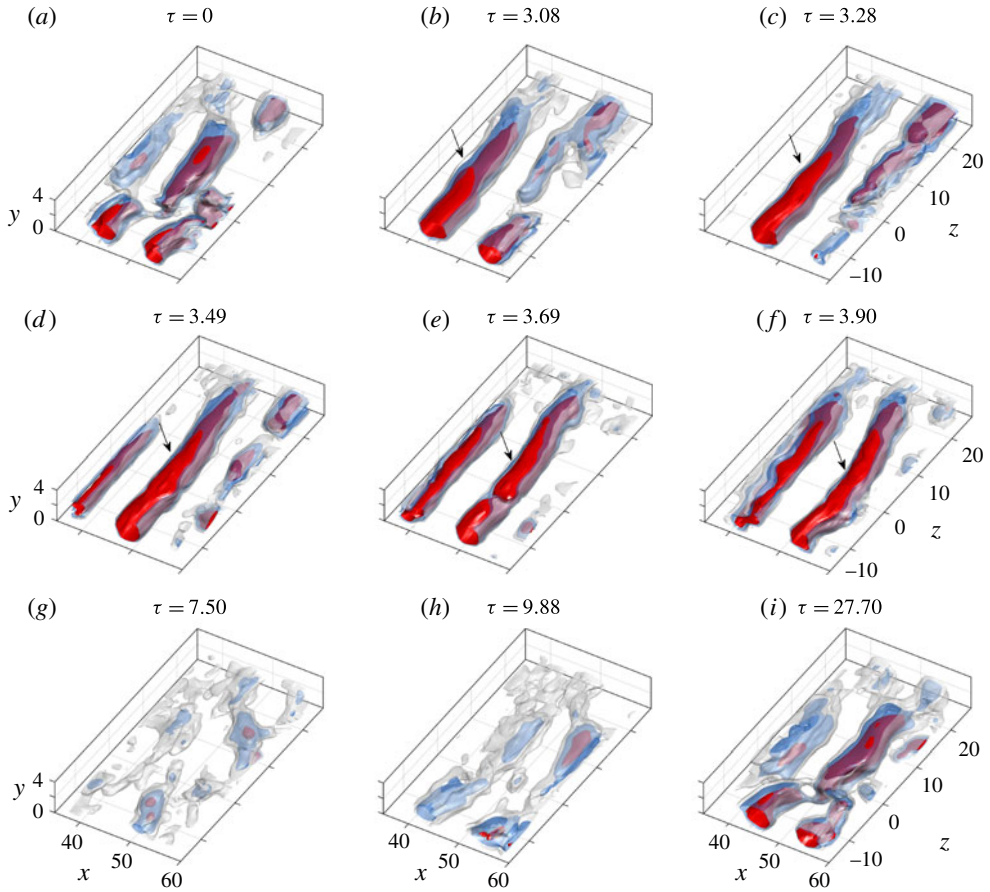 (a) τ = 0 (b) τ = 3.08 (c) τ = 3.28
20
10
4
y 0 0 z
−10
(d) τ = 3.49 (e) τ = 3.69 (f) τ = 3.90
20
4 10
y 0 0 z
−10
(g) τ = 7.50 (h) τ = 9.88 (i) τ = 27.70
20
4 10
y 0 0 z
40 40 40 −10
50 50 50
x 60 x 60 x 60